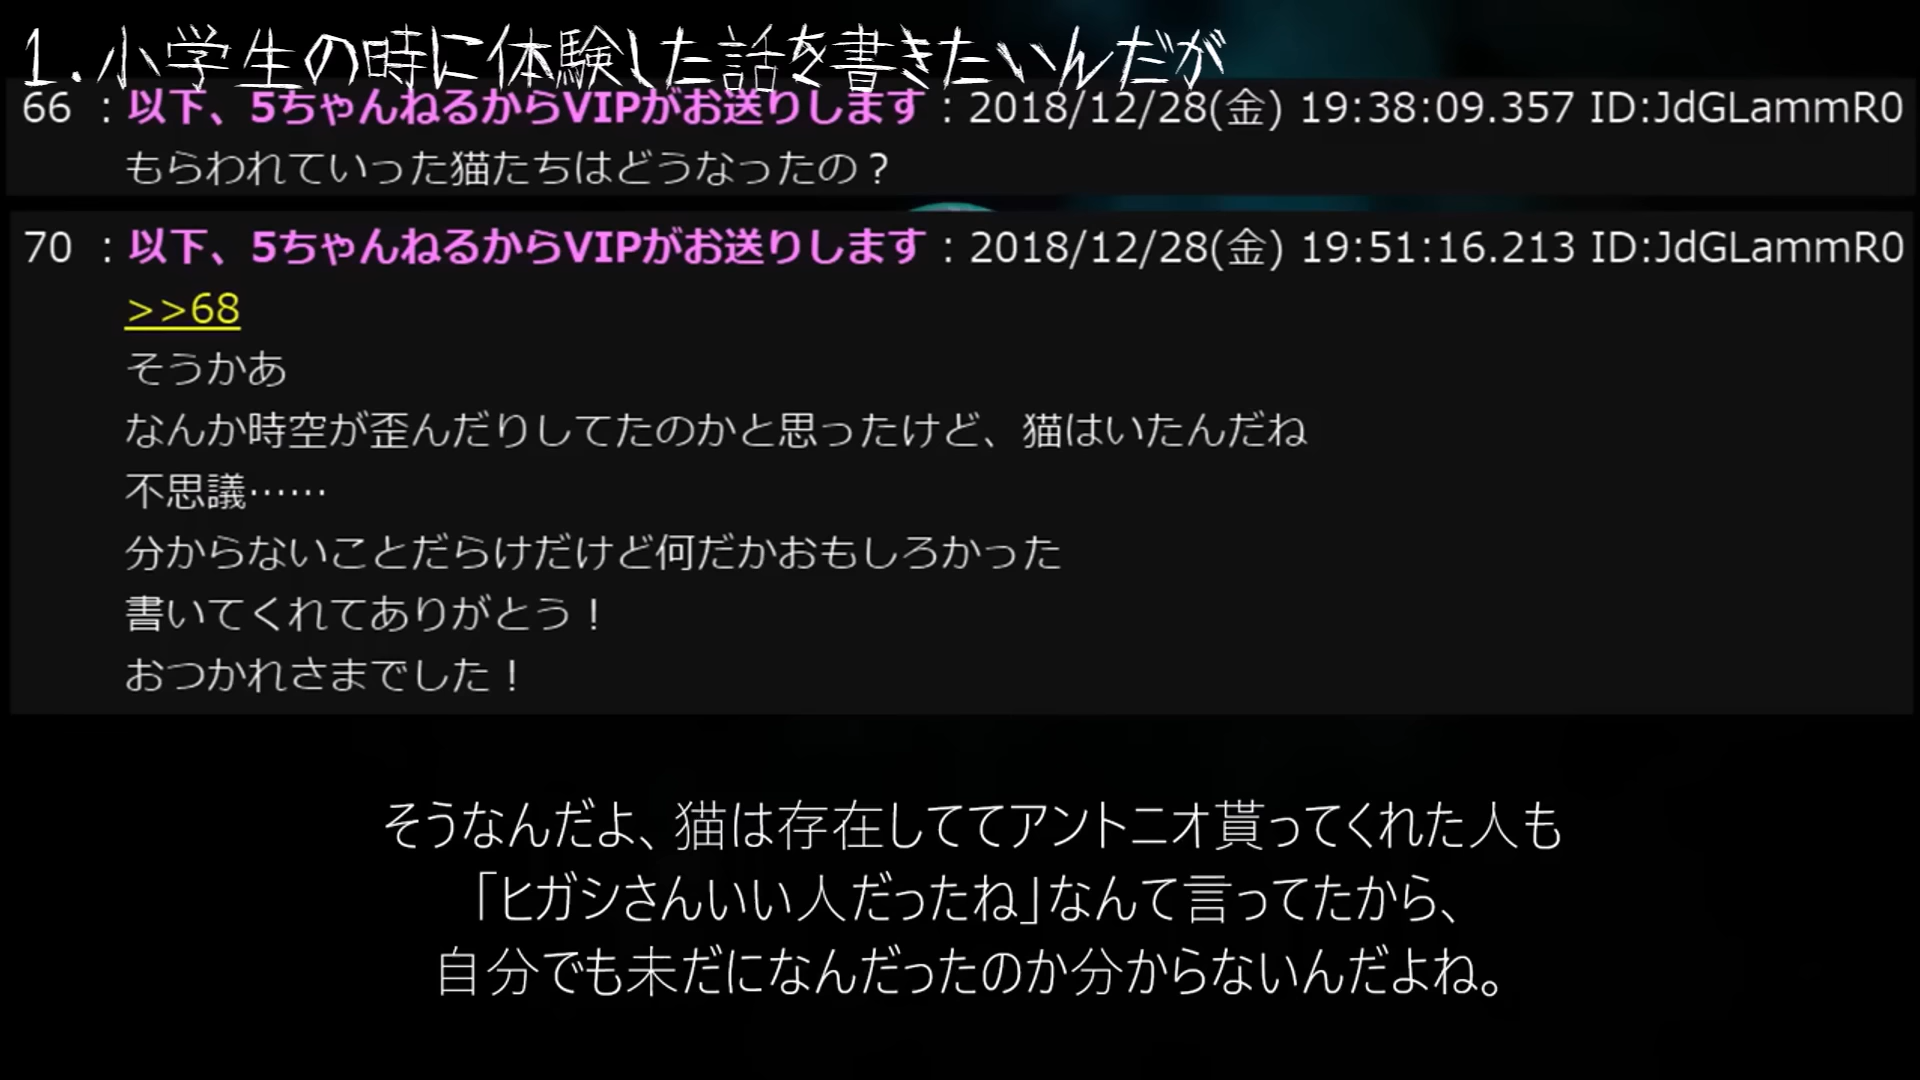 1.小学生の時に体験した話を書きたいんだが
66 ：以下、5ちゃんねるからVIPがお送りします：2018/12/28(金) 19:38:09.357 ID:JdGLammR0
もらわれていった猫たちはどうなったの？
70 ：以下、5ちゃんねるからVIPがお送りします：2018/12/28(金) 19:51:16.213 ID:JdGLammR0
>>68
そうかあ
なんか時空が歪んだりしてたのかと思ったけど、猫はいたんだね
不思議……
分からないことだらけだけど何だかおもしろかった
書いてくれてありがとう！
おつかれさまでした！
そうなんだよ、猫は存在しててアントニオ貰ってくれた人も
「ヒガシさんいい人だったね」なんて言ってたから、
自分でも未だになんだったのか分からないんだよね。